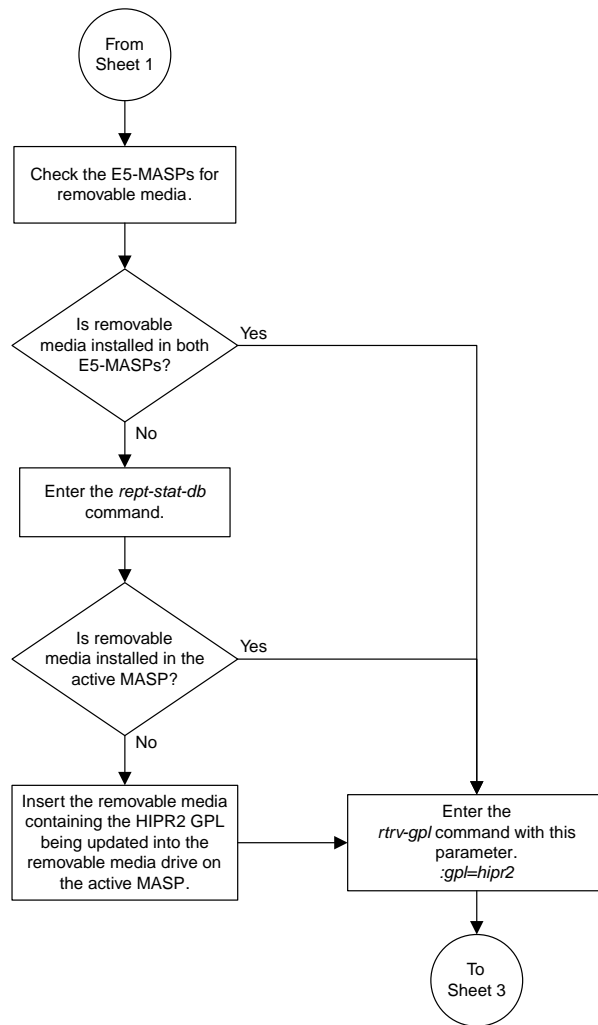 From
Sheet 1
Check the E5-MASPs for
removable media.
Is removable
media installed in both
E5-MASPs?
Yes
No
Enter the rept-stat-db
command.
Is removable
media installed in the
active MASP?
Yes
No
Insert the removable media
containing the HIPR2 GPL
being updated into the
removable media drive on
the active MASP.
Enter the
rtrv-gpl command with this
parameter.
:gpl=hipr2
To
Sheet 3